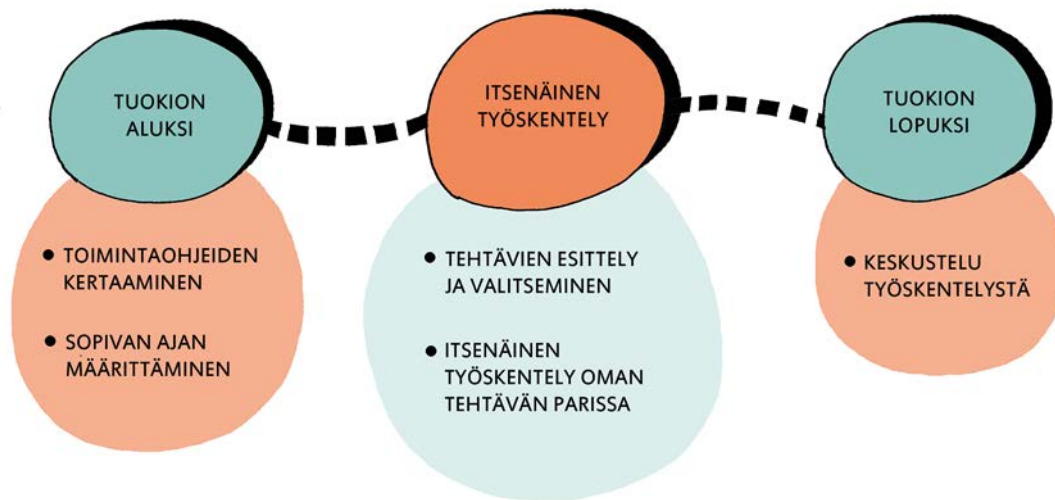 TUOKION
ALUKSI
● TOIMINTAOHJEIDEN
KERTAAMINEN
● SOPIVAN AJAN
MÄÄRITTÄMINEN
ITSENÄINEN
TYÖSKENTELY
● TEHTÄVIEN ESITTELY
JA VALITSEMINEN
● ITSENÄINEN
TYÖSKENTELY OMAN
TEHTÄVÄN PARISSA
TUOKION
LOPUKSI
● KESKUSTELU
TYÖSKENTELYSTÄ